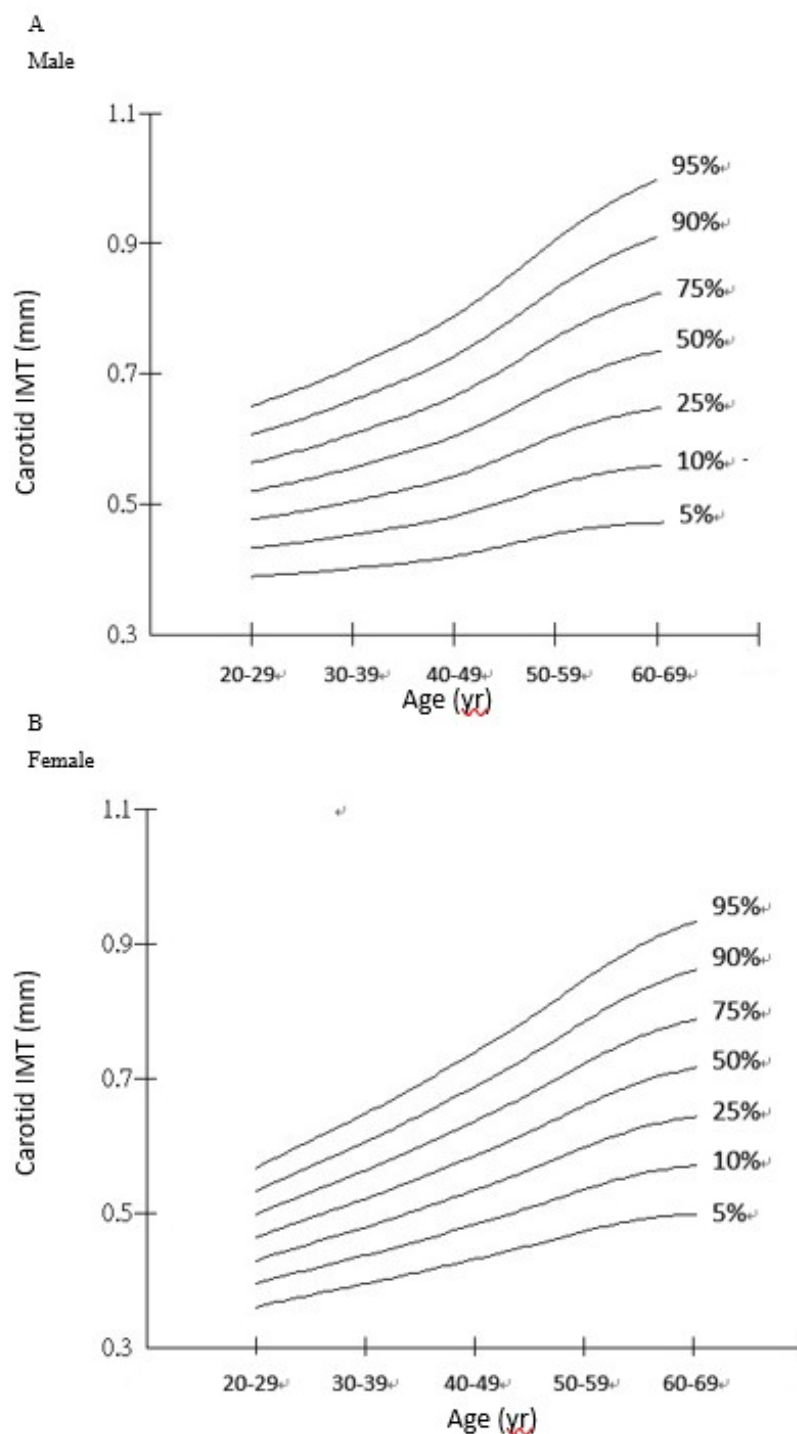 A
Male
1.1
0.9
0.7
0.5
0.3
Carotid IMT (mm)
95%↵
90%↵
75%↵
50%↵
25%↵
10%↵ -
5%↵
20-29↵ 30-39↵ 40-49↵ 50-59↵ 60-69↵
Age (yr)
B
Female
↵
1.1
0.9
0.7
0.5
0.3
Carotid IMT (mm)
95%↵
90%↵
75%↵
50%↵
25%↵
10%↵
5%↵
20-29↵ 30-39↵ 40-49↵ 50-59↵ 60-69↵
Age (yr)